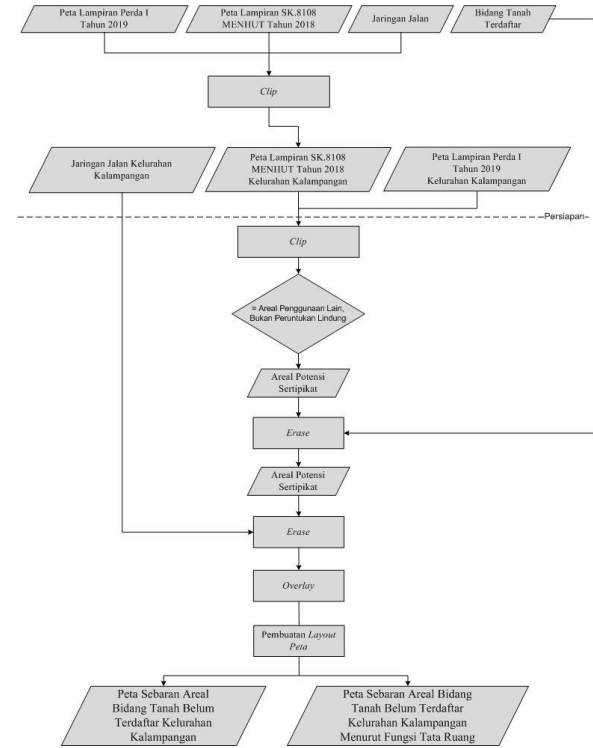 Peta Lampiran Perda I
Tahun 2019
Peta Lampiran SK.8108
MENHUT Tahun 2018
Jaringan Jalan
Bidang Tanah
Terdaftar
Clip
Jaringan Jalan Kelurahan
Kalampangan
Peta Lampiran SK.8108
MENHUT Tahun 2018
Kelurahan Kalampangan
Peta Lampiran Perda I
Tahun 2019
Kelurahan Kalampangan
Persiapan
Clip
= Areal Penggunaan Lain,
Bukan Peruntukan Lindung
Areal Potensi
Sertipikat
Erase
Areal Potensi
Sertipikat
Erase
Overlay
Pembuatan Layout
Peta
Peta Sebaran Areal
Bidang Tanah Belum
Terdaftar Kelurahan
Kalampangan
Peta Sebaran Areal Bidang
Tanah Belum Terdaftar
Kelurahan Kalampangan
Menurut Fungsi Tata Ruang